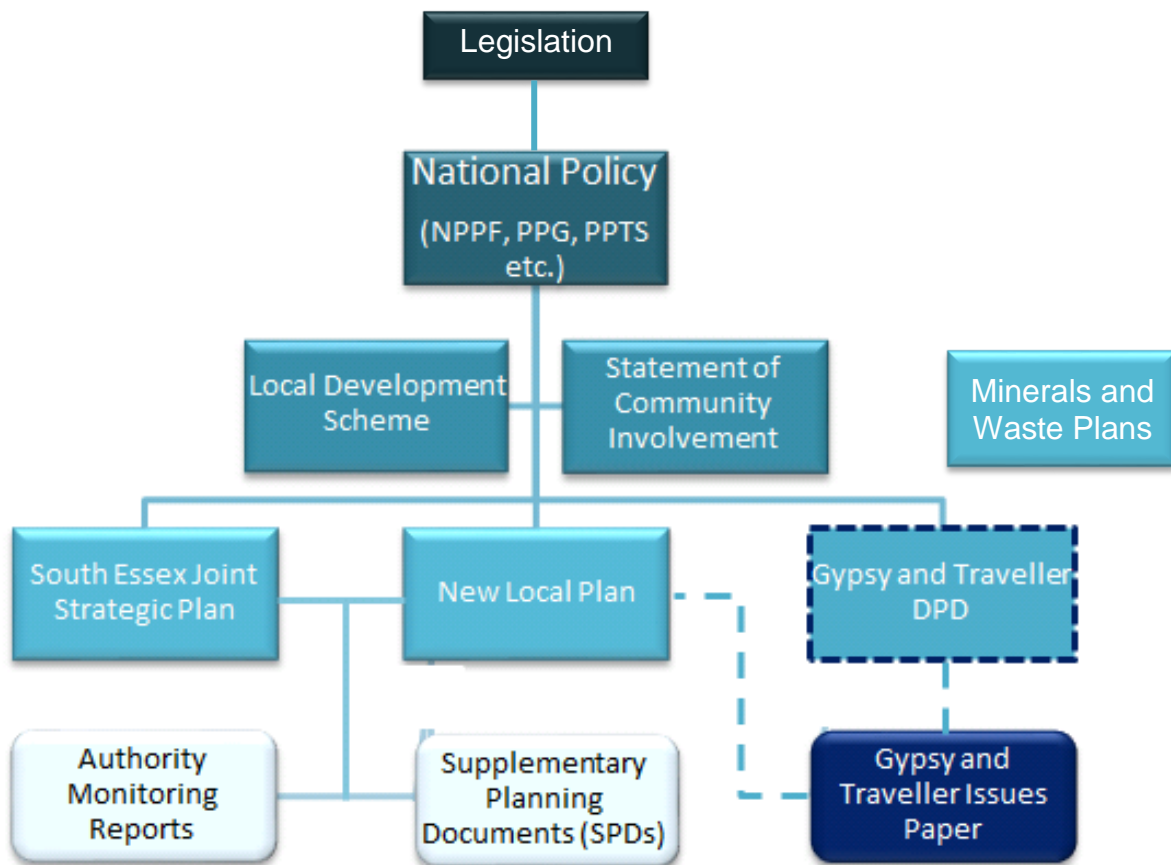 Legislation
National Policy
(NPPF, PPG, PPTS
etc.)
Local Development
Scheme
Statement of
Community
Involvement
Minerals and
Waste Plans
South Essex Joint
Strategic Plan
New Local Plan
Gypsy and Traveller
DPD
Authority
Monitoring
Reports
Supplementary
Planning
Documents (SPDs)
Gypsy and
Traveller Issues
Paper